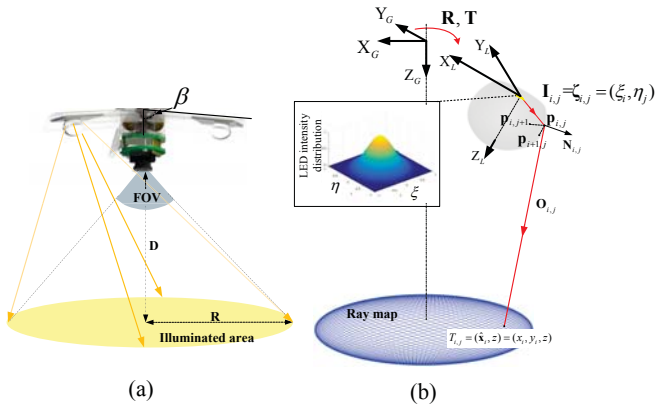 β
FOV
D
R
Illuminated area
(a)
R, T
Y_G
X_G
Z_G
Y_L
X_L
Z_L
I_{i,j}=ζ_{i,j} = (ξ_i, η_j)
p_{i,j+1}
p_{i,j}
p_{i+1,j}
N_{i,j}
O_{i,j}
LED intensity
distribution
η
ξ
Ray map
T_{i,j} = (x̂_i, z) = (x_i, y_i, z)
(b)